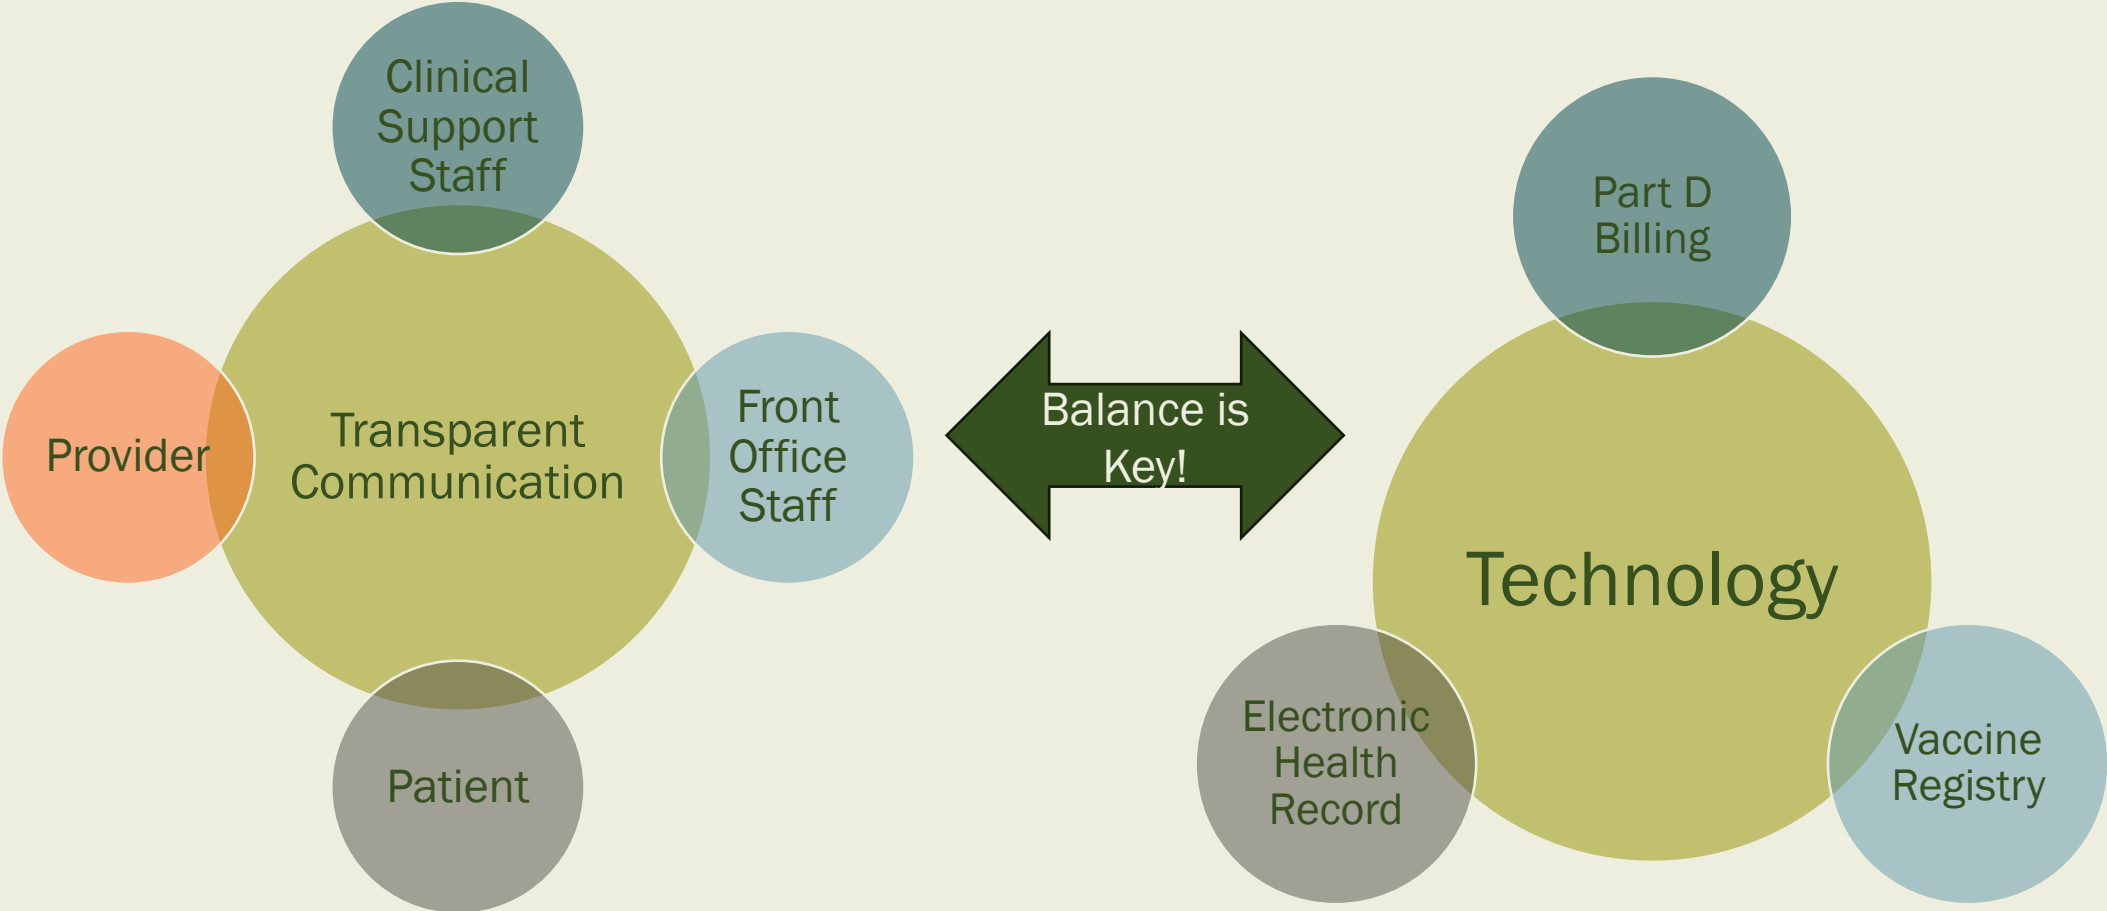 Clinical
Support
Staff
Provider
Transparent
Communication
Front
Office
Staff
Patient
Balance is
Key!
Part D
Billing
Technology
Electronic
Health
Record
Vaccine
Registry